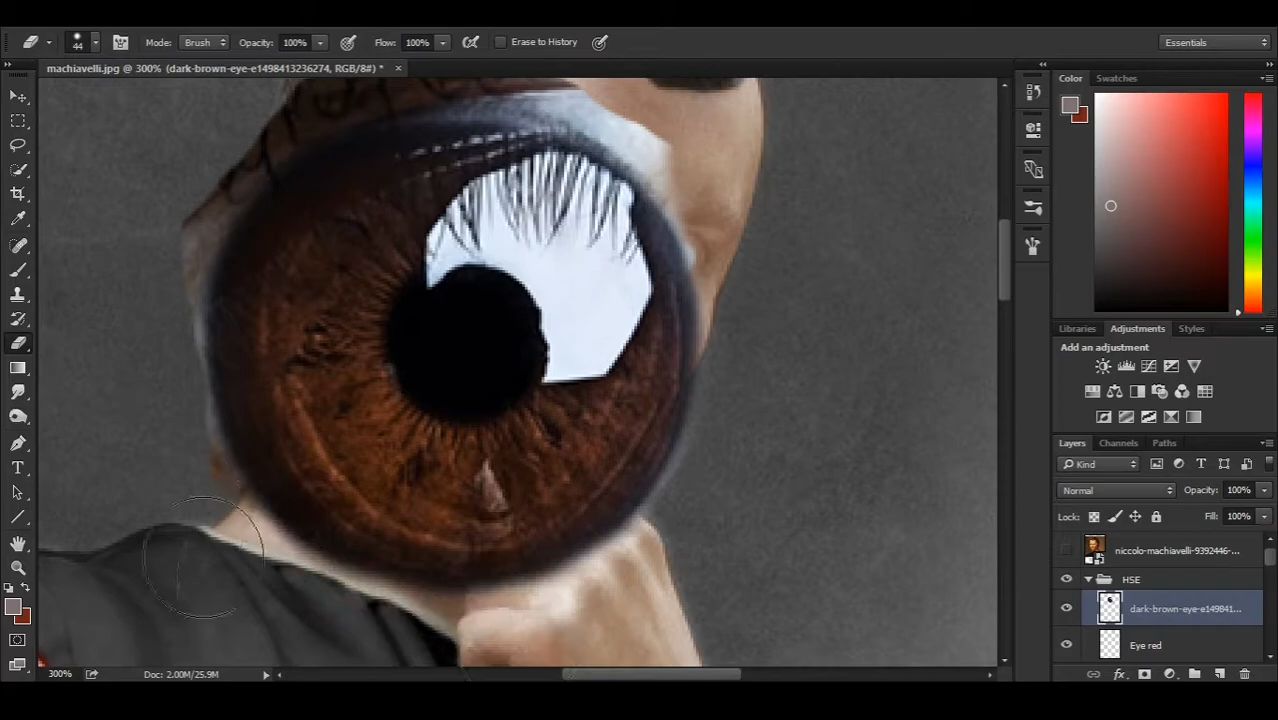 44 Mode: Brush Opacity: 100% Flow: 100% Erase to History Essentials
machiavelli.jpg @ 300% (dark-brown-eye-e1498413236274, RGB/8#) * ×
Color Swatches
Libraries Adjustments Styles
Add an adjustment
Layers Channels Paths
Kind
Normal Opacity: 100%
Lock: Fill: 100%
niccolo-machiavelli-9392446-...
HSE
dark-brown-eye-e149841...
Eye red
300% Doc: 2.00M/25.9M